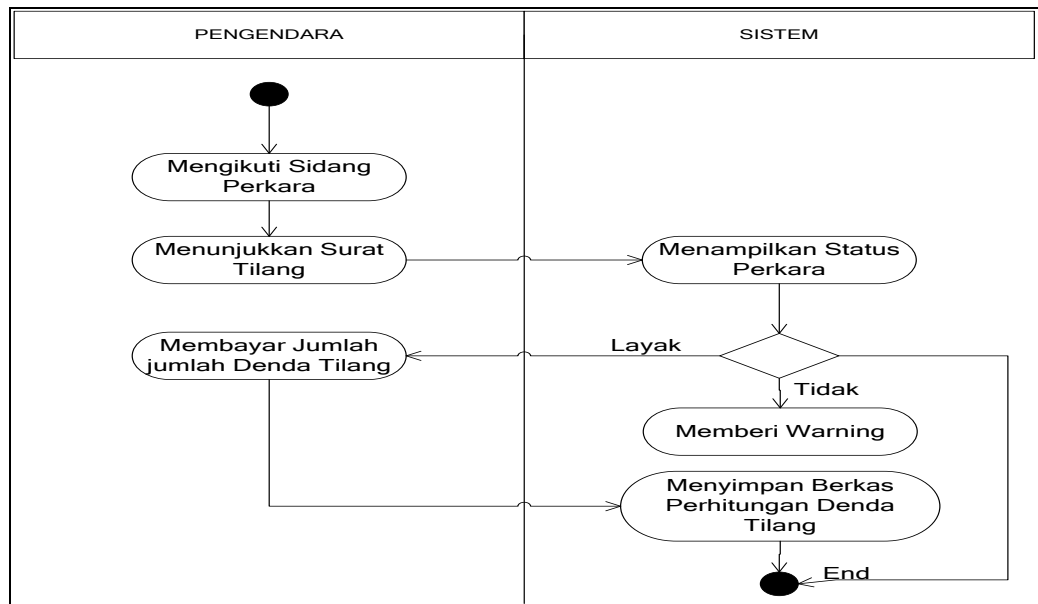 PENGENDARA
SISTEM
Mengikuti Sidang
Perkara
Menunjukkan Surat
Tilang
Menampilkan Status
Perkara
Membayar Jumlah
jumlah Denda Tilang
Layak
Tidak
Memberi Warning
Menyimpan Berkas
Perhitungan Denda
Tilang
End